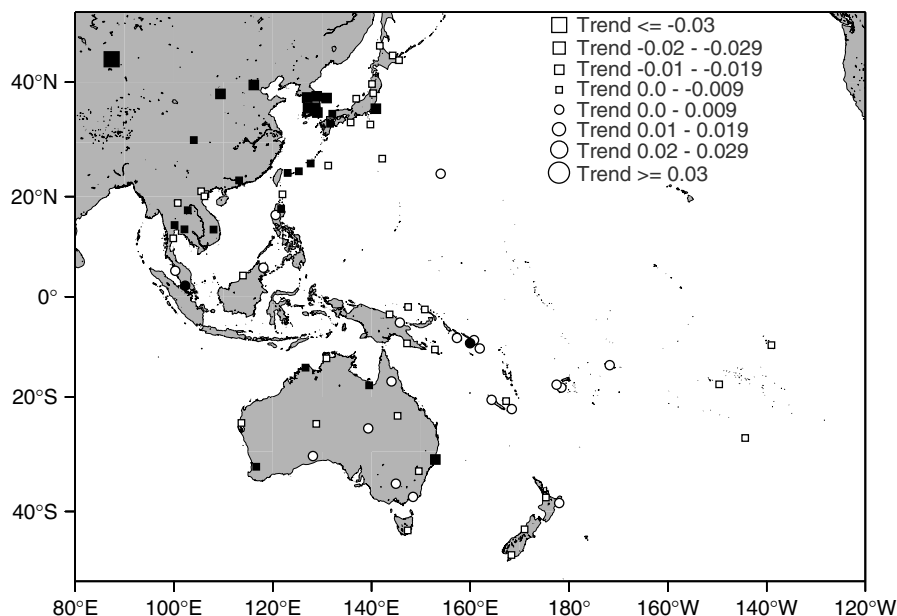 Trend <= -0.03
Trend -0.02 - -0.029
Trend -0.01 - -0.019
Trend 0.0 - -0.009
Trend 0.0 - 0.009
Trend 0.01 - 0.019
Trend 0.02 - 0.029
Trend >= 0.03
40°N
20°N
0°
20°S
40°S
80°E 100°E 120°E 140°E 160°E 180° 160°W 140°W 120°W